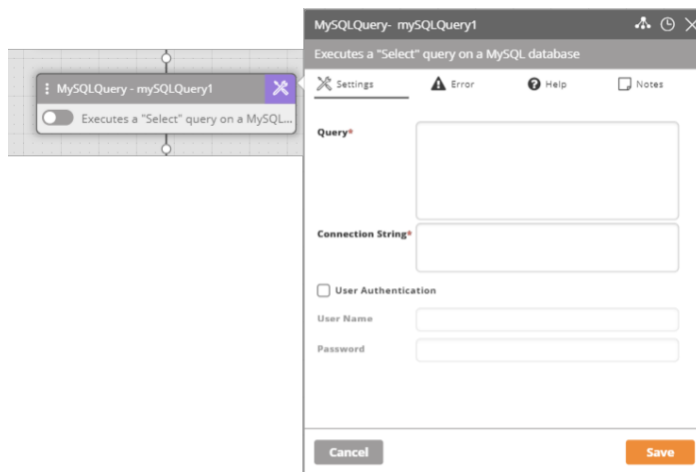 MySQLQuery - mySQLQuery1
Executes a "Select" query on a MySQL...
MySQLQuery- mySQLQuery1
Executes a "Select" query on a MySQL database
Settings
Error
Help
Notes
Query*
Connection String*
User Authentication
User Name
Password
Cancel
Save